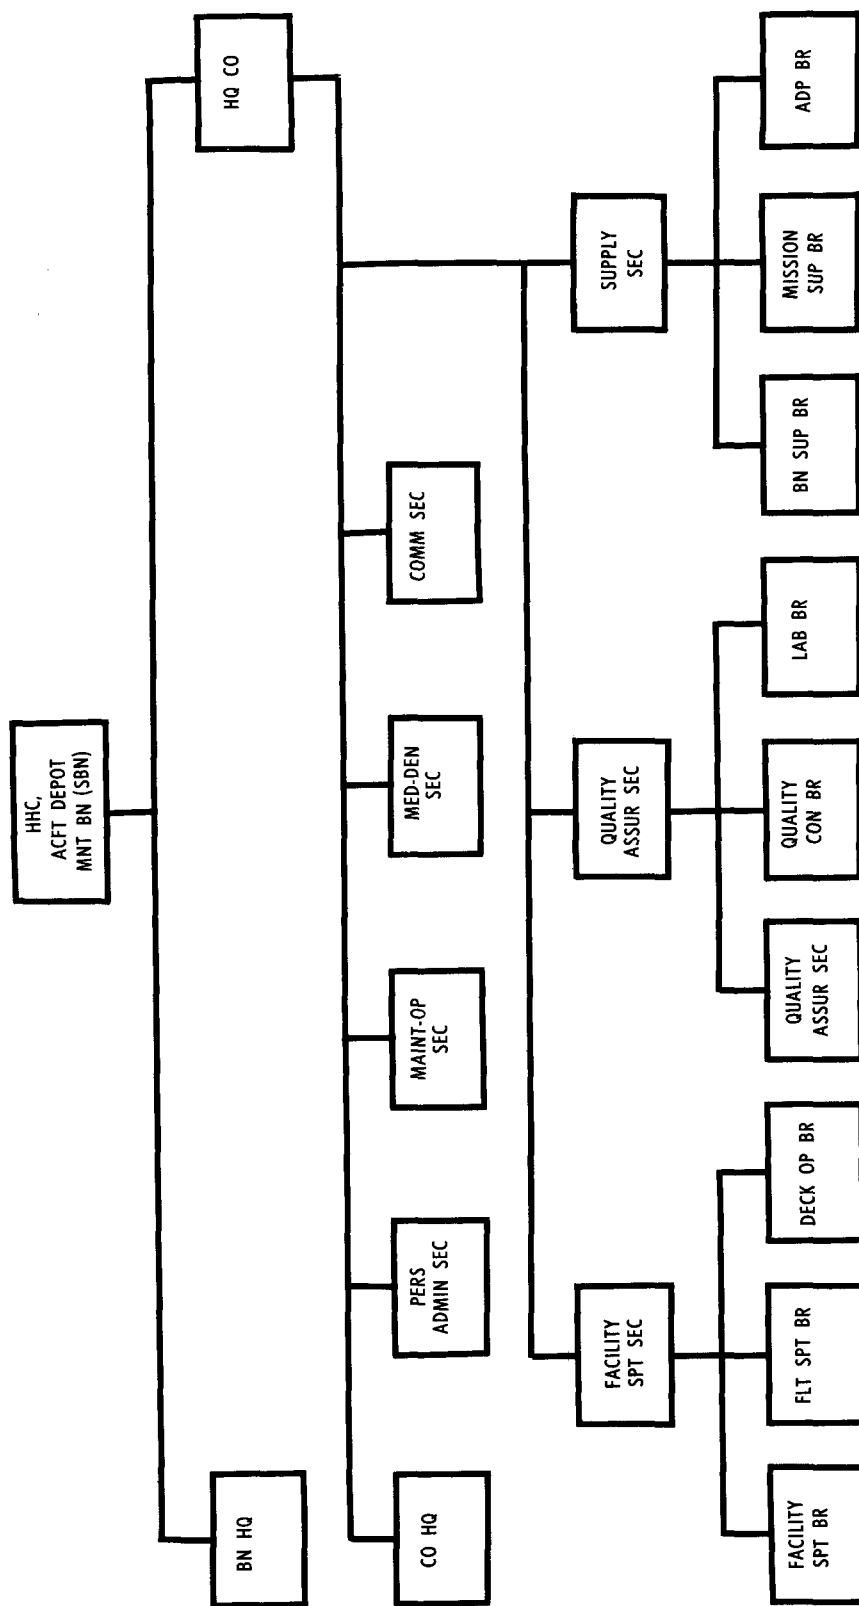 HHC,
ACFT DEPOT
MNT BN (SBN)
BN HQ
HQ CO
CO HQ
PERS
ADMIN SEC
MAINT-OP
SEC
MED-DEN
SEC
COMM SEC
FACILITY
SPT SEC
QUALITY
ASSUR SEC
SUPPLY
SEC
FACILITY
SPT BR
FLT SPT BR
DECK OP BR
QUALITY
ASSUR SEC
QUALITY
CON BR
LAB BR
BN SUP BR
MISSION
SUP BR
ADP BR